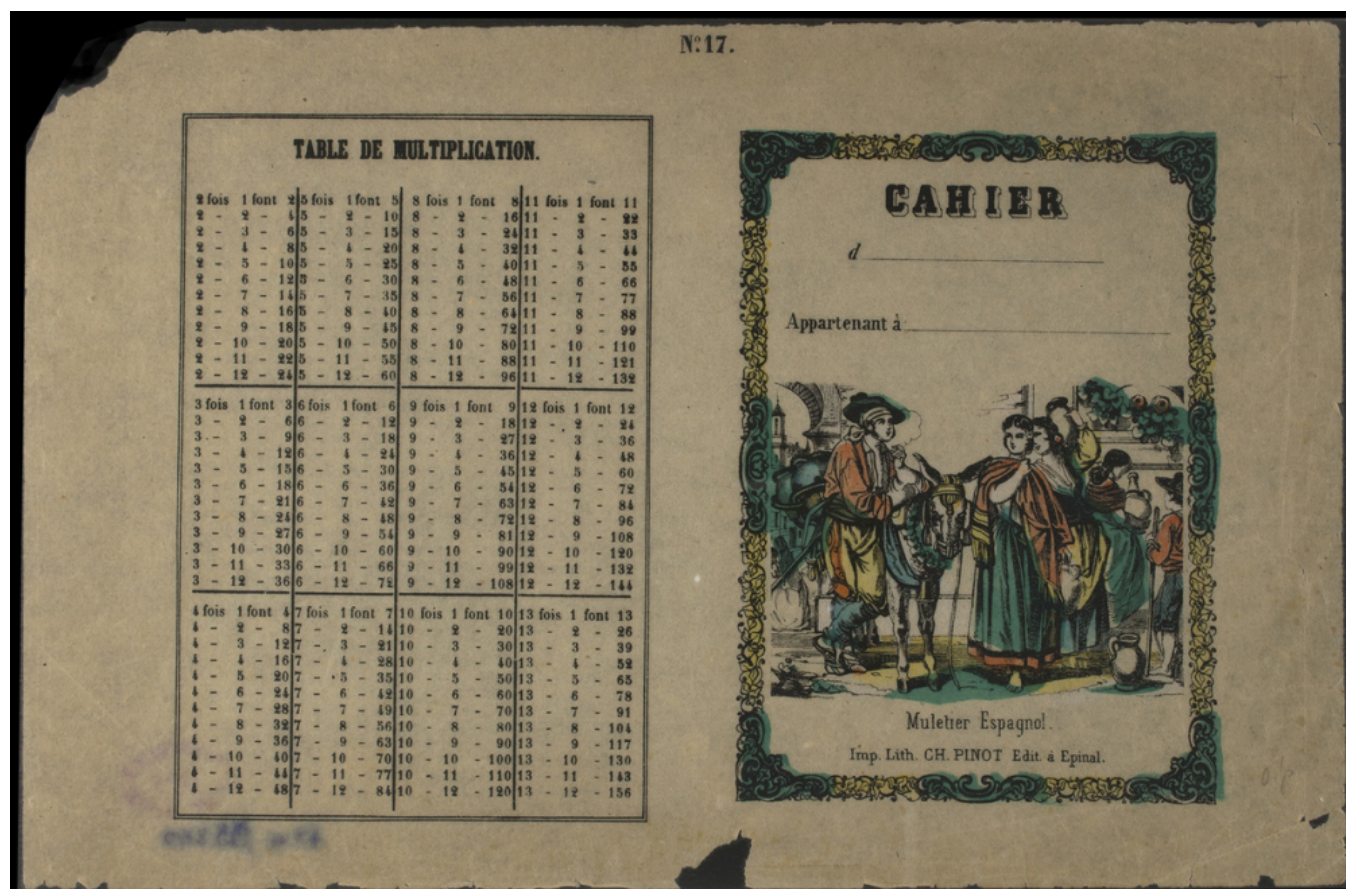 Nº 17.
TABLE DE MULTIPLICATION.
2 fois 1 font 2 5 fois 1 font 5 8 fois 1 font 8 11 fois 1 font 11
2 - 2 - 4 5 - 2 - 10 8 - 2 - 16 11 - 2 - 22
2 - 3 - 6 5 - 3 - 15 8 - 3 - 24 11 - 3 - 33
2 - 4 - 8 5 - 4 - 20 8 - 4 - 32 11 - 4 - 44
2 - 5 - 10 5 - 5 - 25 8 - 5 - 40 11 - 5 - 55
2 - 6 - 12 5 - 6 - 30 8 - 6 - 48 11 - 6 - 66
2 - 7 - 14 5 - 7 - 35 8 - 7 - 56 11 - 7 - 77
2 - 8 - 16 5 - 8 - 40 8 - 8 - 64 11 - 8 - 88
2 - 9 - 18 5 - 9 - 45 8 - 9 - 72 11 - 9 - 99
2 - 10 - 20 5 - 10 - 50 8 - 10 - 80 11 - 10 - 110
2 - 11 - 22 5 - 11 - 55 8 - 11 - 88 11 - 11 - 121
2 - 12 - 24 5 - 12 - 60 8 - 12 - 96 11 - 12 - 132
3 fois 1 font 3 6 fois 1 font 6 9 fois 1 font 9 12 fois 1 font 12
3 - 2 - 6 6 - 2 - 12 9 - 2 - 18 12 - 2 - 24
3 - 3 - 9 6 - 3 - 18 9 - 3 - 27 12 - 3 - 36
3 - 4 - 12 6 - 4 - 24 9 - 4 - 36 12 - 4 - 48
3 - 5 - 15 6 - 5 - 30 9 - 5 - 45 12 - 5 - 60
3 - 6 - 18 6 - 6 - 36 9 - 6 - 54 12 - 6 - 72
3 - 7 - 21 6 - 7 - 42 9 - 7 - 63 12 - 7 - 84
3 - 8 - 24 6 - 8 - 48 9 - 8 - 72 12 - 8 - 96
3 - 9 - 27 6 - 9 - 54 9 - 9 - 81 12 - 9 - 108
3 - 10 - 30 6 - 10 - 60 9 - 10 - 90 12 - 10 - 120
3 - 11 - 33 6 - 11 - 66 9 - 11 - 99 12 - 11 - 132
3 - 12 - 36 6 - 12 - 72 9 - 12 - 108 12 - 12 - 144
4 fois 1 font 4 7 fois 1 font 7 10 fois 1 font 10 13 fois 1 font 13
4 - 2 - 8 7 - 2 - 14 10 - 2 - 20 13 - 2 - 26
4 - 3 - 12 7 - 3 - 21 10 - 3 - 30 13 - 3 - 39
4 - 4 - 16 7 - 4 - 28 10 - 4 - 40 13 - 4 - 52
4 - 5 - 20 7 - 5 - 35 10 - 5 - 50 13 - 5 - 65
4 - 6 - 24 7 - 6 - 42 10 - 6 - 60 13 - 6 - 78
4 - 7 - 28 7 - 7 - 49 10 - 7 - 70 13 - 7 - 91
4 - 8 - 32 7 - 8 - 56 10 - 8 - 80 13 - 8 - 104
4 - 9 - 36 7 - 9 - 63 10 - 9 - 90 13 - 9 - 117
4 - 10 - 40 7 - 10 - 70 10 - 10 - 100 13 - 10 - 130
4 - 11 - 44 7 - 11 - 77 10 - 11 - 110 13 - 11 - 143
4 - 12 - 48 7 - 12 - 84 10 - 12 - 120 13 - 12 - 156
CAHIER
d
Appartenant à
Muletier Espagnol.
Imp. Lith. CH. PINOT Edit. à Epinal.